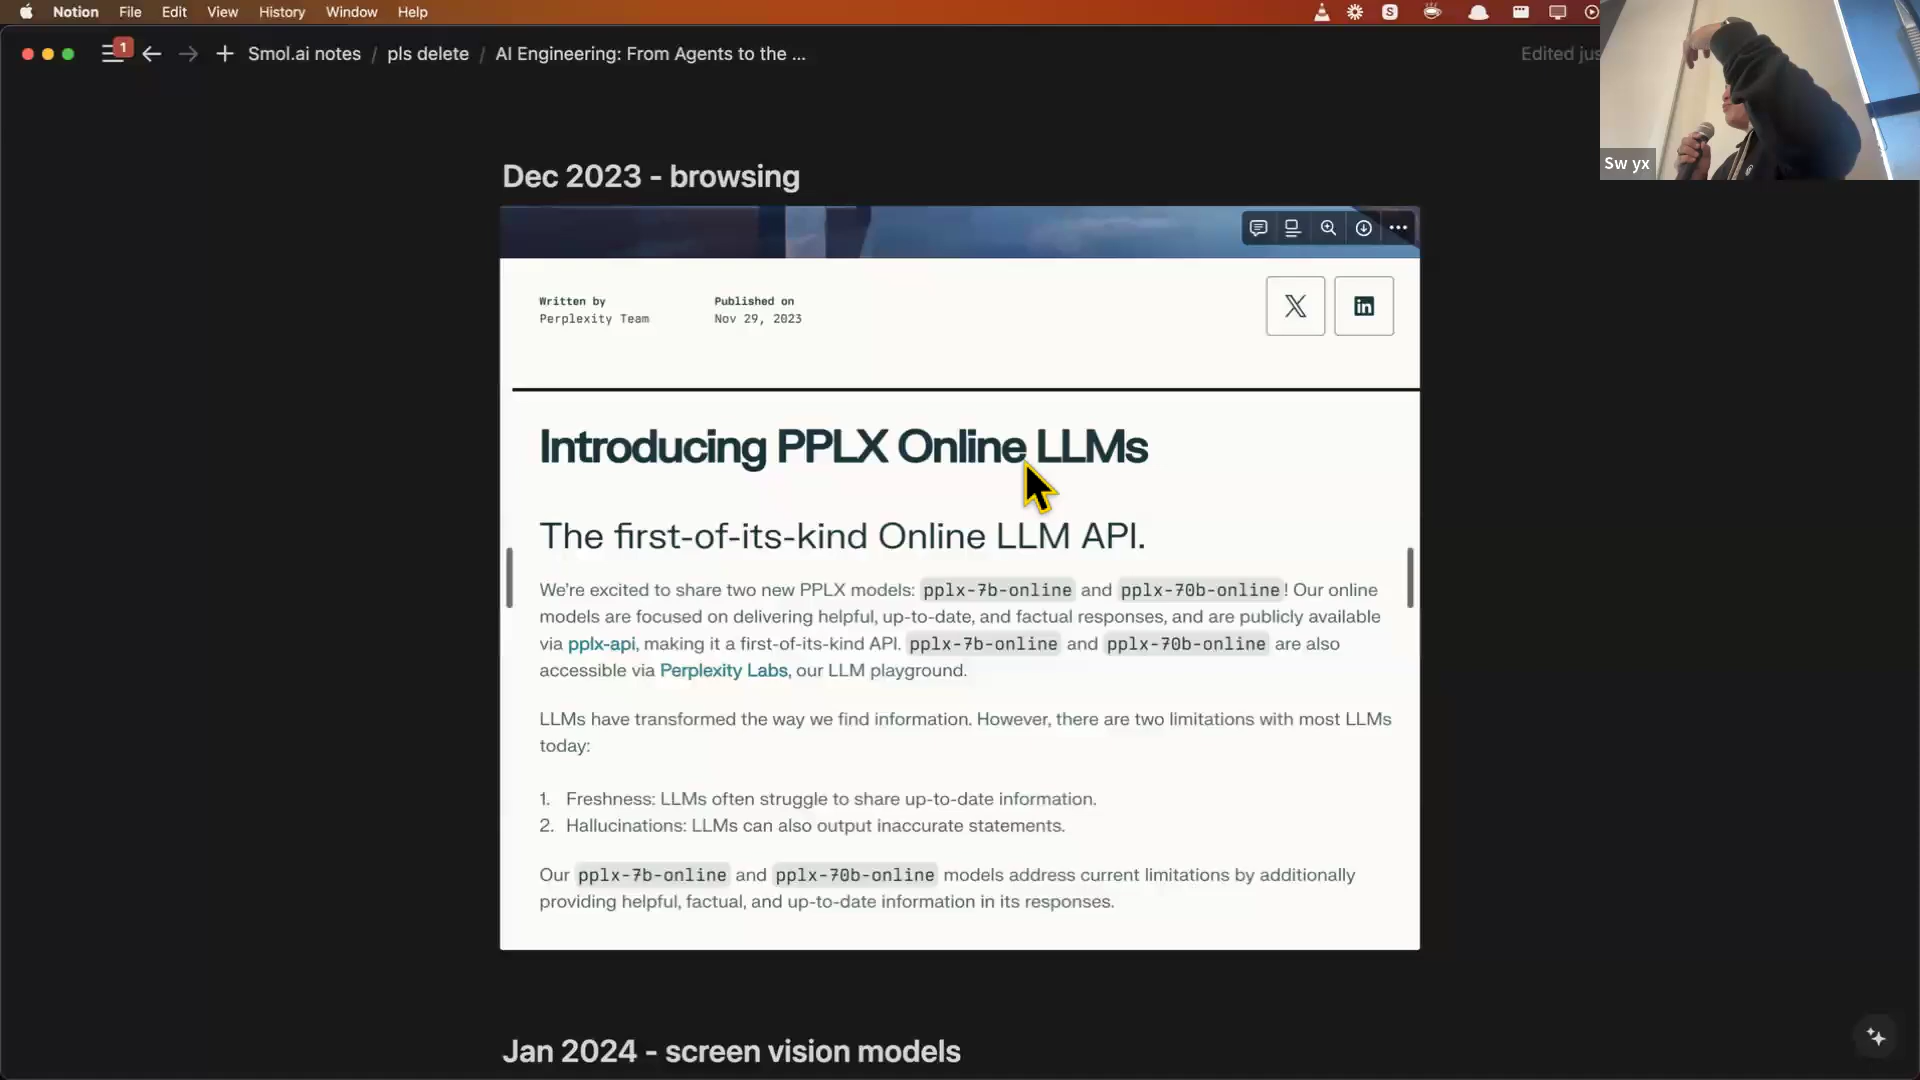 Notion File Edit View History Window Help
1 Smol.ai notes / pls delete / AI Engineering: From Agents to the ...
Edited jus
Sw yx
Dec 2023 - browsing
Written by
Perplexity Team
Published on
Nov 29, 2023
Introducing PPLX Online LLMs
The first-of-its-kind Online LLM API.
We're excited to share two new PPLX models: pplx-7b-online and pplx-70b-online! Our online
models are focused on delivering helpful, up-to-date, and factual responses, and are publicly available
via pplx-api, making it a first-of-its-kind API. pplx-7b-online and pplx-70b-online are also
accessible via Perplexity Labs, our LLM playground.
LLMs have transformed the way we find information. However, there are two limitations with most LLMs
today:
1. Freshness: LLMs often struggle to share up-to-date information.
2. Hallucinations: LLMs can also output inaccurate statements.
Our pplx-7b-online and pplx-70b-online models address current limitations by additionally
providing helpful, factual, and up-to-date information in its responses.
Jan 2024 - screen vision models